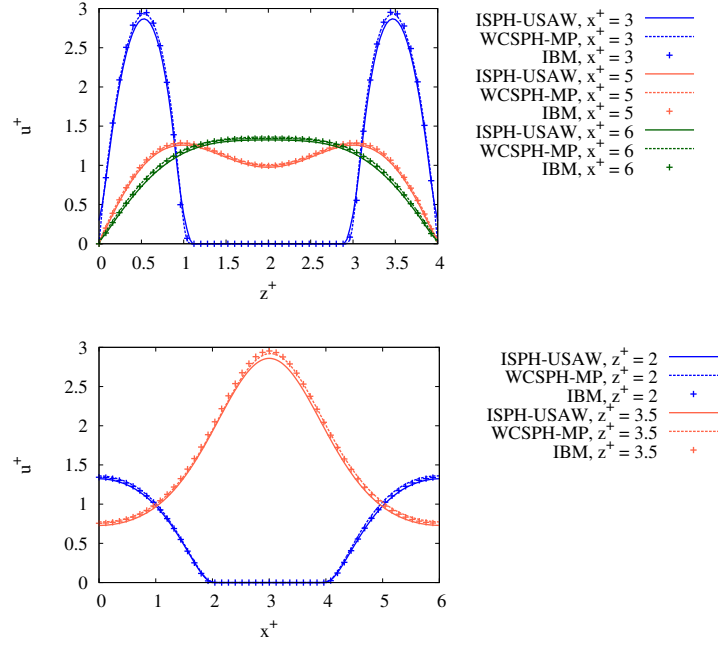 3
2.5
2
1.5
1
0.5
0
u+
0 0.5 1 1.5 2 2.5 3 3.5 4
z+
ISPH-USAW, x+ = 3
WCSPH-MP, x+ = 3
IBM, x+ = 3
ISPH-USAW, x+ = 5
WCSPH-MP, x+ = 5
IBM, x+ = 5
ISPH-USAW, x+ = 6
WCSPH-MP, x+ = 6
IBM, x+ = 6
3
2.5
2
1.5
1
0.5
0
u+
0 1 2 3 4 5 6
x+
ISPH-USAW, z+ = 2
WCSPH-MP, z+ = 2
IBM, z+ = 2
ISPH-USAW, z+ = 3.5
WCSPH-MP, z+ = 3.5
IBM, z+ = 3.5